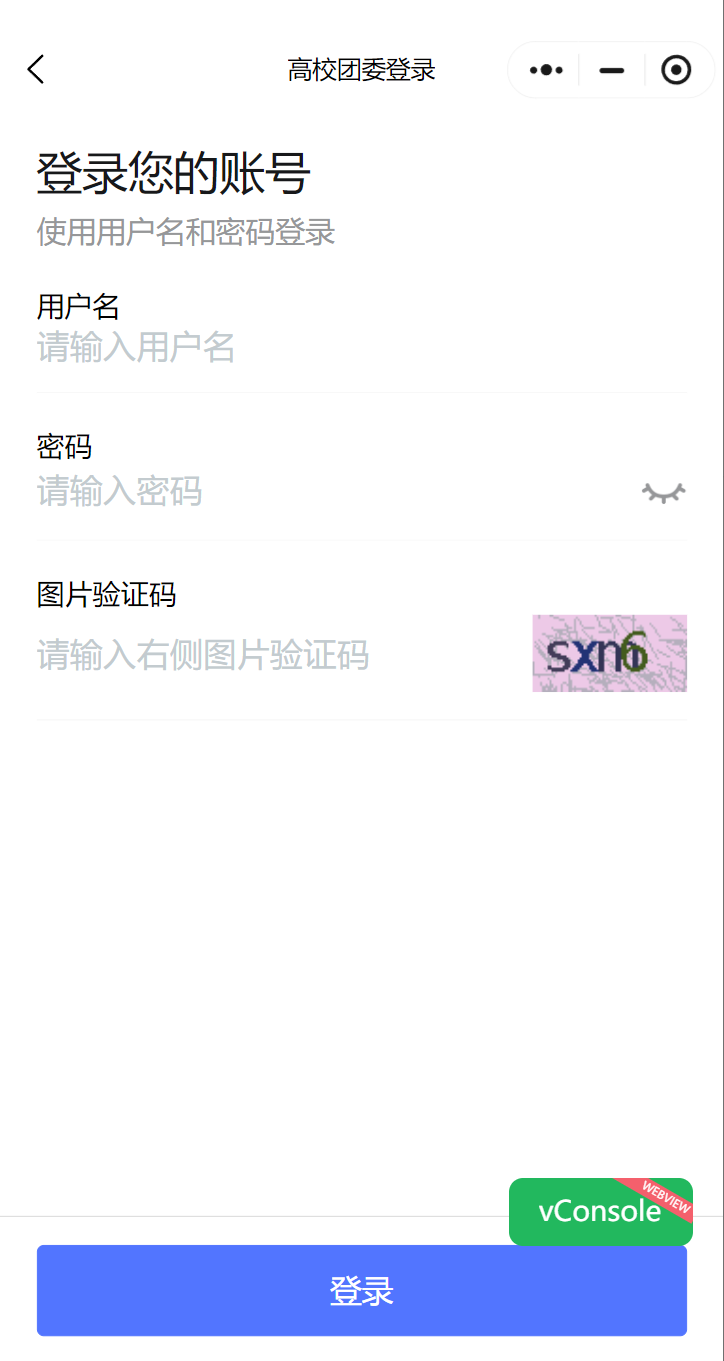 高校团委登录
登录您的账号
使用用户名和密码登录
用户名
请输入用户名
密码
请输入密码
图片验证码
请输入右侧图片验证码
sxn6
vConsole
WEBVIEW
登录